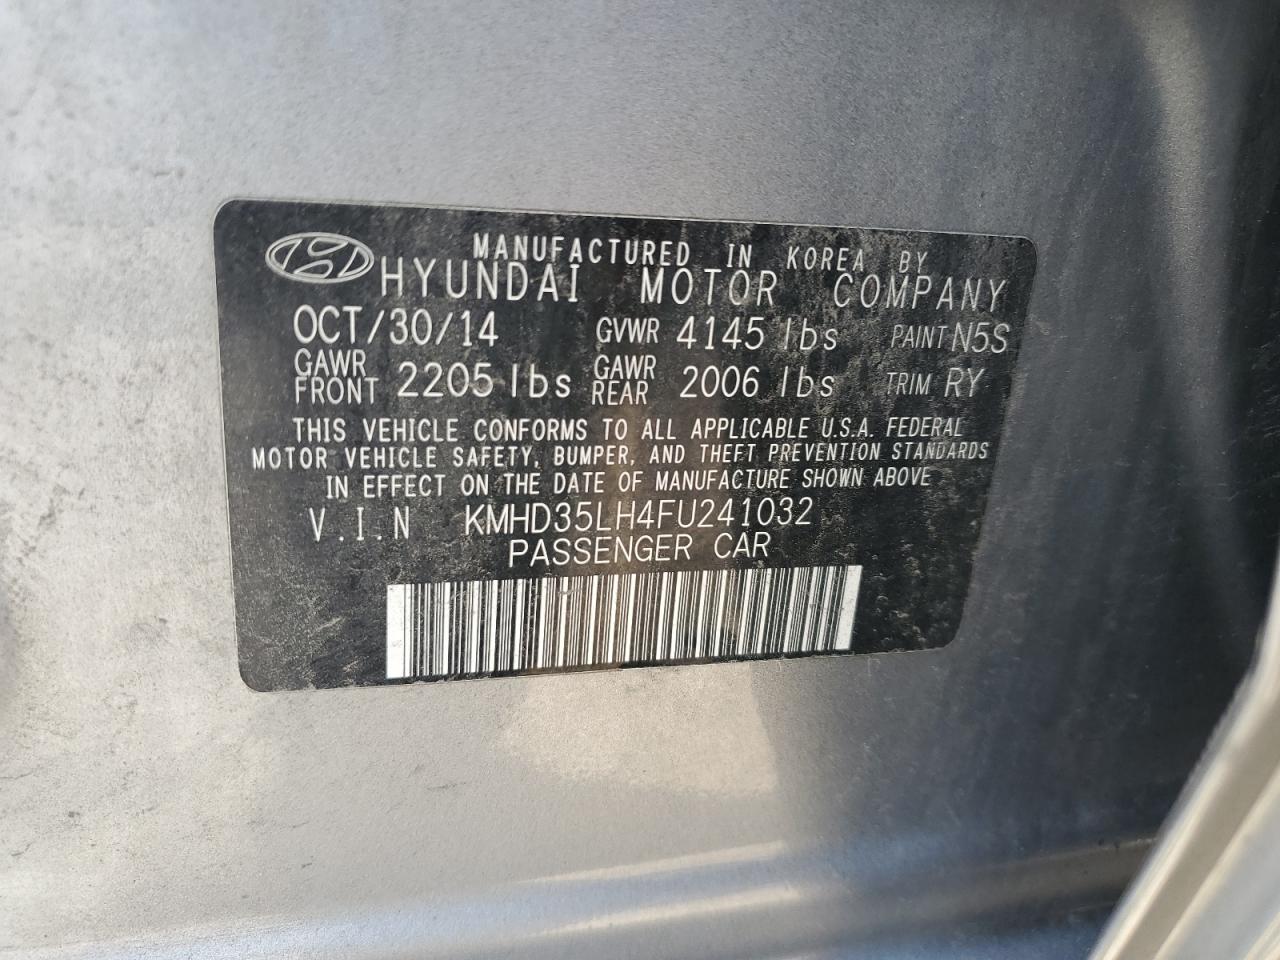 MANUFACTURED IN KOREA BY
HYUNDAI MOTOR COMPANY
OCT/30/14 GVWR 4145 lbs PAINT N5S
GAWR FRONT 2205 lbs GAWR REAR 2006 lbs TRIM RY
THIS VEHICLE CONFORMS TO ALL APPLICABLE U.S.A. FEDERAL
MOTOR VEHICLE SAFETY, BUMPER, AND THEFT PREVENTION STANDARDS
IN EFFECT ON THE DATE OF MANUFACTURE SHOWN ABOVE
V.I.N KMHD35LH4FU241032
PASSENGER CAR